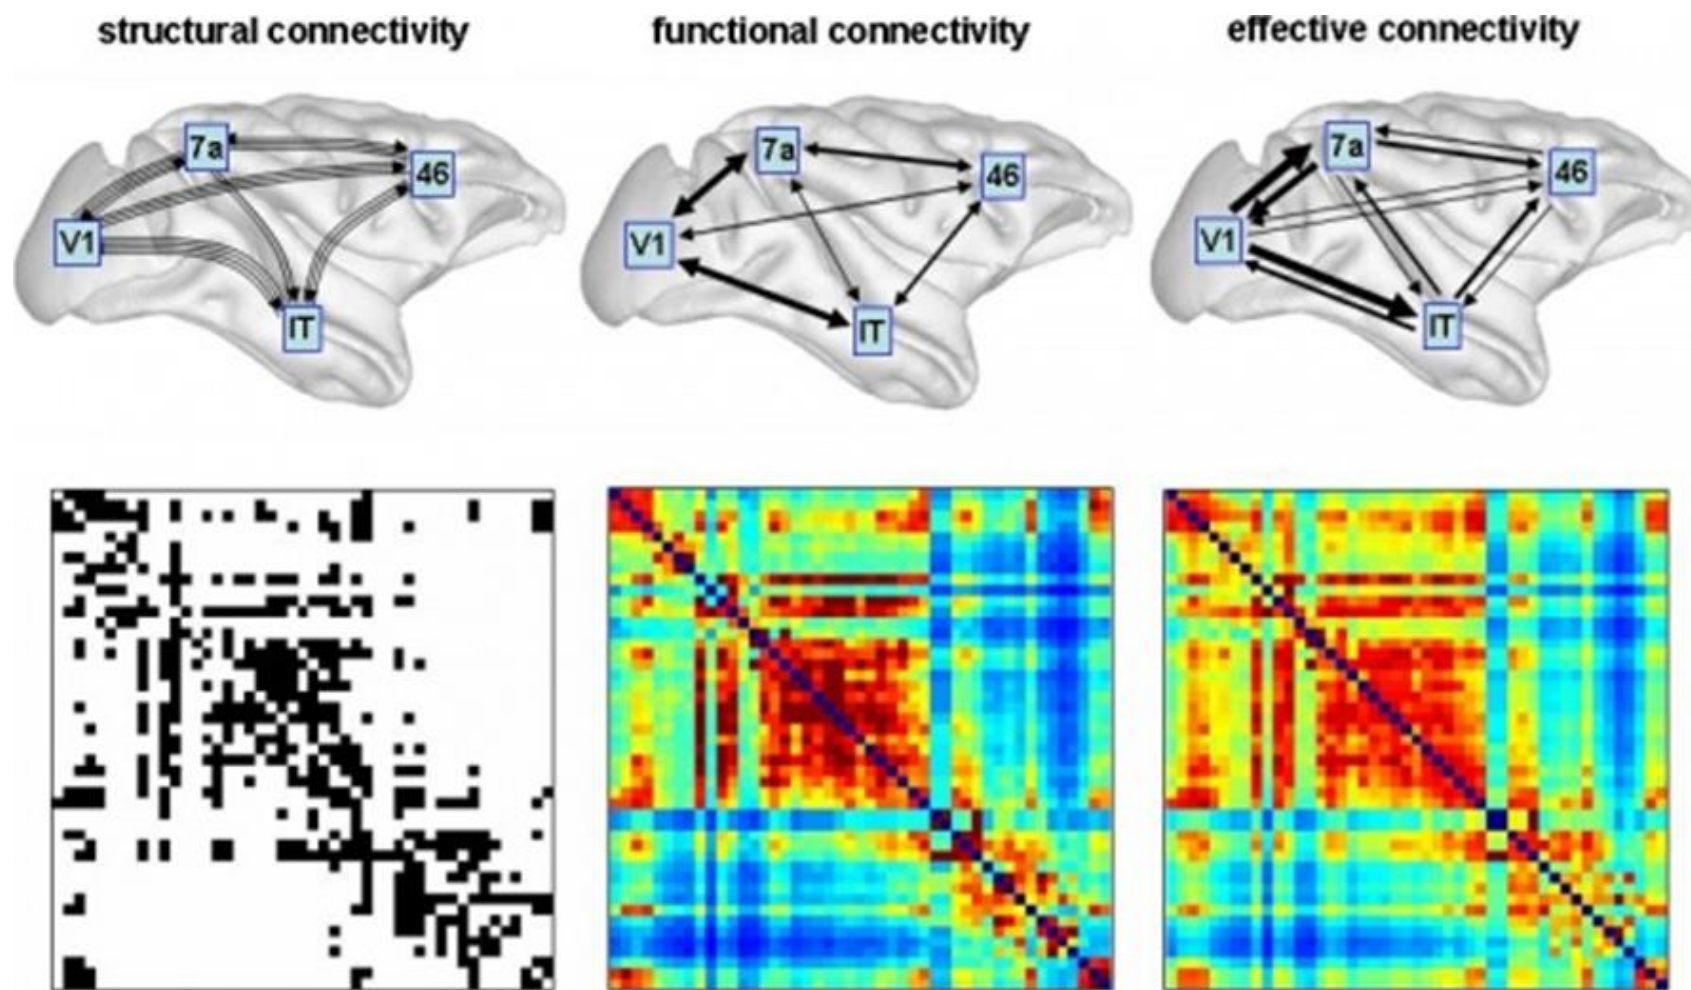 structural connectivity
functional connectivity
effective connectivity
7a
46
V1
IT
7a
46
V1
IT
7a
46
V1
IT